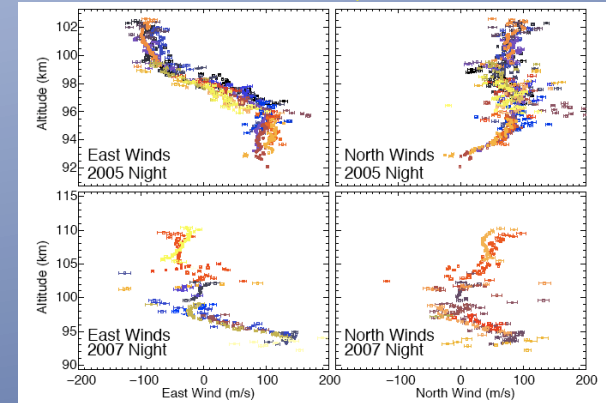 102
100
98
96
94
92
Altitude (km)
East Winds
2005 Night
North Winds
2005 Night
115
110
105
100
95
90
Altitude (km)
East Winds
2007 Night
North Winds
2007 Night
−200 −100 0 100 200
−100 0 100 200
East Wind (m/s)
North Wind (m/s)